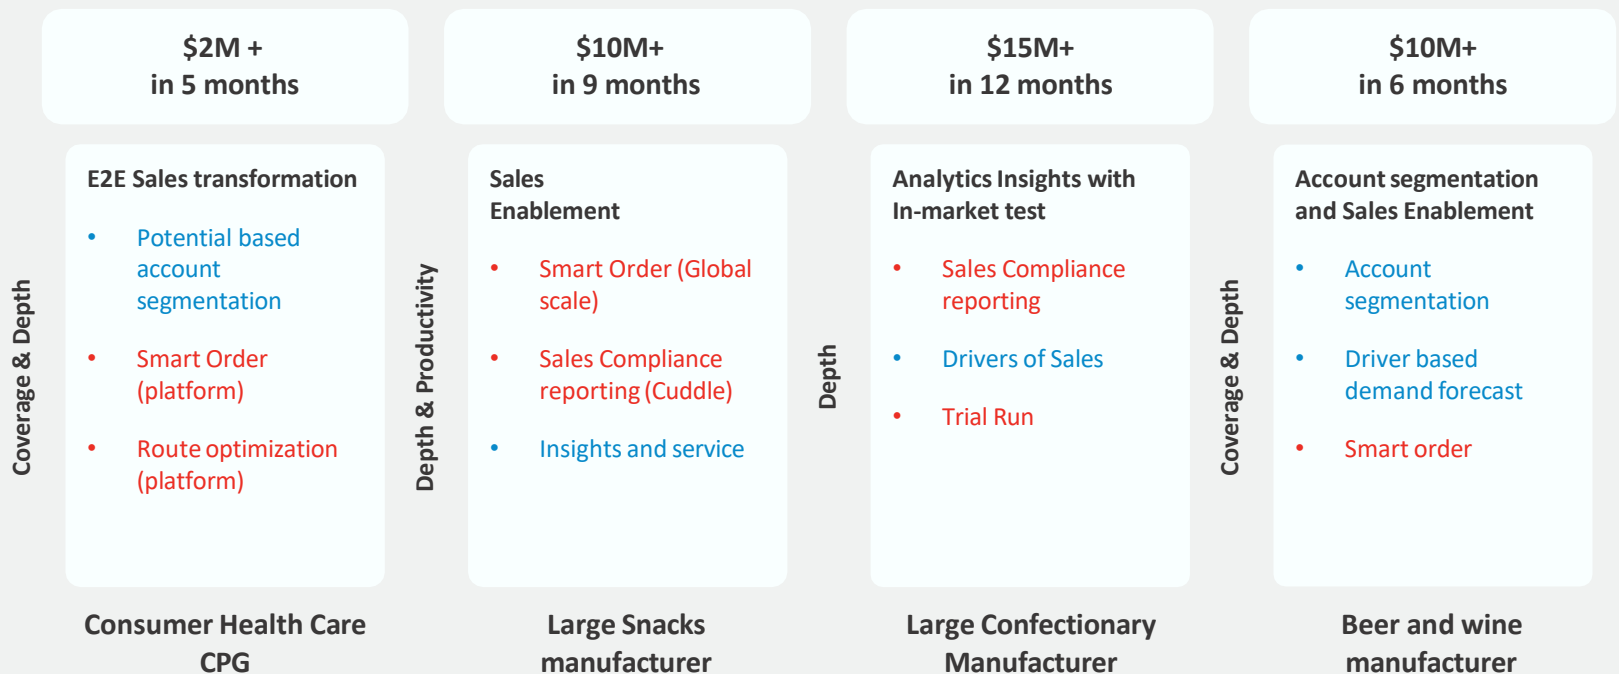 $2M +
in 5 months
Coverage & Depth
E2E Sales transformation
• Potential based
account
segmentation
• Smart Order
(platform)
• Route optimization
(platform)
Consumer Health Care
CPG
$10M+
in 9 months
Depth & Productivity
Sales
Enablement
• Smart Order (Global
scale)
• Sales Compliance
reporting (Cuddle)
• Insights and service
Large Snacks
manufacturer
$15M+
in 12 months
Depth
Analytics Insights with
In-market test
• Sales Compliance
reporting
• Drivers of Sales
• Trial Run
Large Confectionary
Manufacturer
$10M+
in 6 months
Coverage & Depth
Account segmentation
and Sales Enablement
• Account
segmentation
• Driver based
demand forecast
• Smart order
Beer and wine
manufacturer